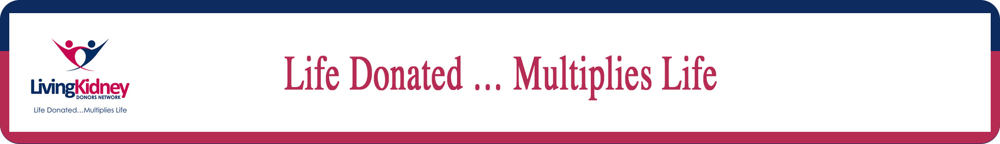 LivingKidney
DONORS NETWORK
Life Donated...Multiplies Life
Life Donated ... Multiplies Life